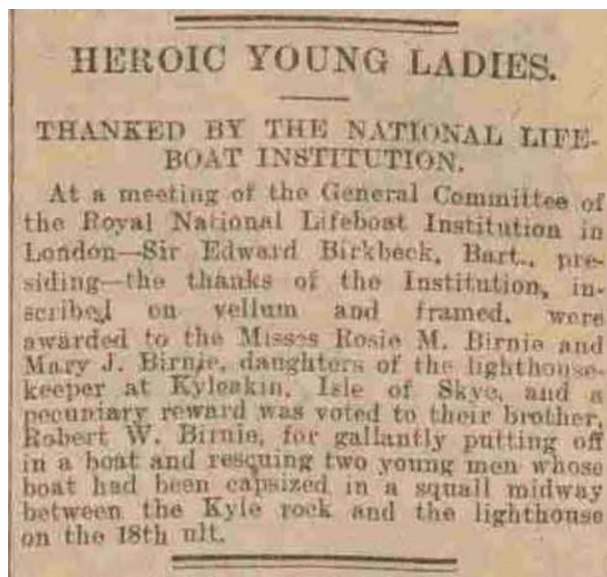 HEROIC YOUNG LADIES.
THANKED BY THE NATIONAL LIFE-
BOAT INSTITUTION.
At a meeting of the General Committee of
the Royal National Lifeboat Institution in
London—Sir Edward Birkbeck, Bart., pre-
siding—the thanks of the Institution, in-
scribed on vellum and framed, were
awarded to the Misses Rosie M. Birnie and
Mary J. Birnie, daughters of the lighthouse-
keeper at Kyleakin, Isle of Skye, and a
pecuniary reward was voted to their brother,
Robert W. Birnie, for gallantly putting off
in a boat and rescuing two young men whose
boat had been capsized in a squall midway
between the Kyle rock and the lighthouse
on the 18th ult.